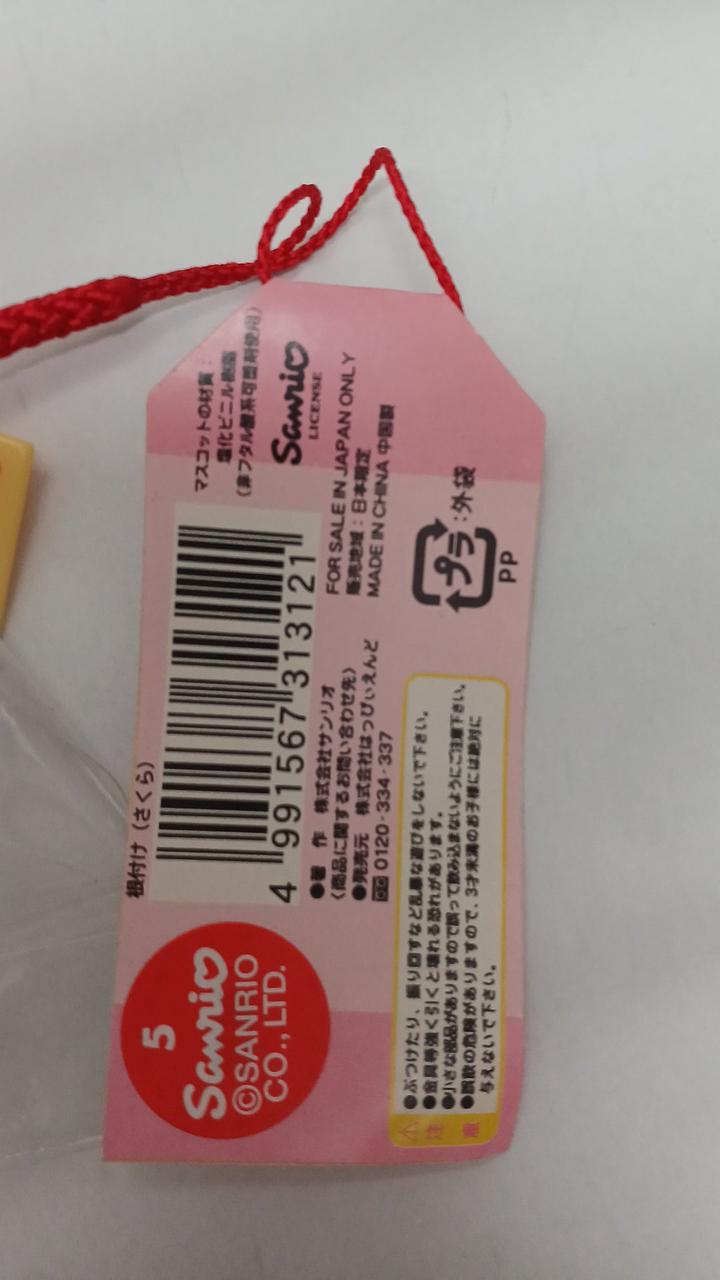 根付け（さくら）
4 991567 313121
マスコットの材質：
塩化ビニル樹脂
（非フタル酸系可塑剤使用）
Sanrio
LICENSE
●著　作　株式会社サンリオ
〈商品に関するお問い合わせ先〉
●発売元　株式会社はっぴぃえんど
0120-334-337
FOR SALE IN JAPAN ONLY
販売地域：日本限定
MADE IN CHINA 中国製
5
Sanrio
©SANRIO
CO., LTD.
注意
●ぶつけたり、振り回すなど乱暴な遊びをしないで下さい。
●金具等強く引くと壊れる恐れがあります。
●小さな部品がありますので誤って飲み込まないようにご注意下さい。
●誤飲の危険がありますので、3才未満のお子様には絶対に
与えないで下さい。
プラ：外袋
PP